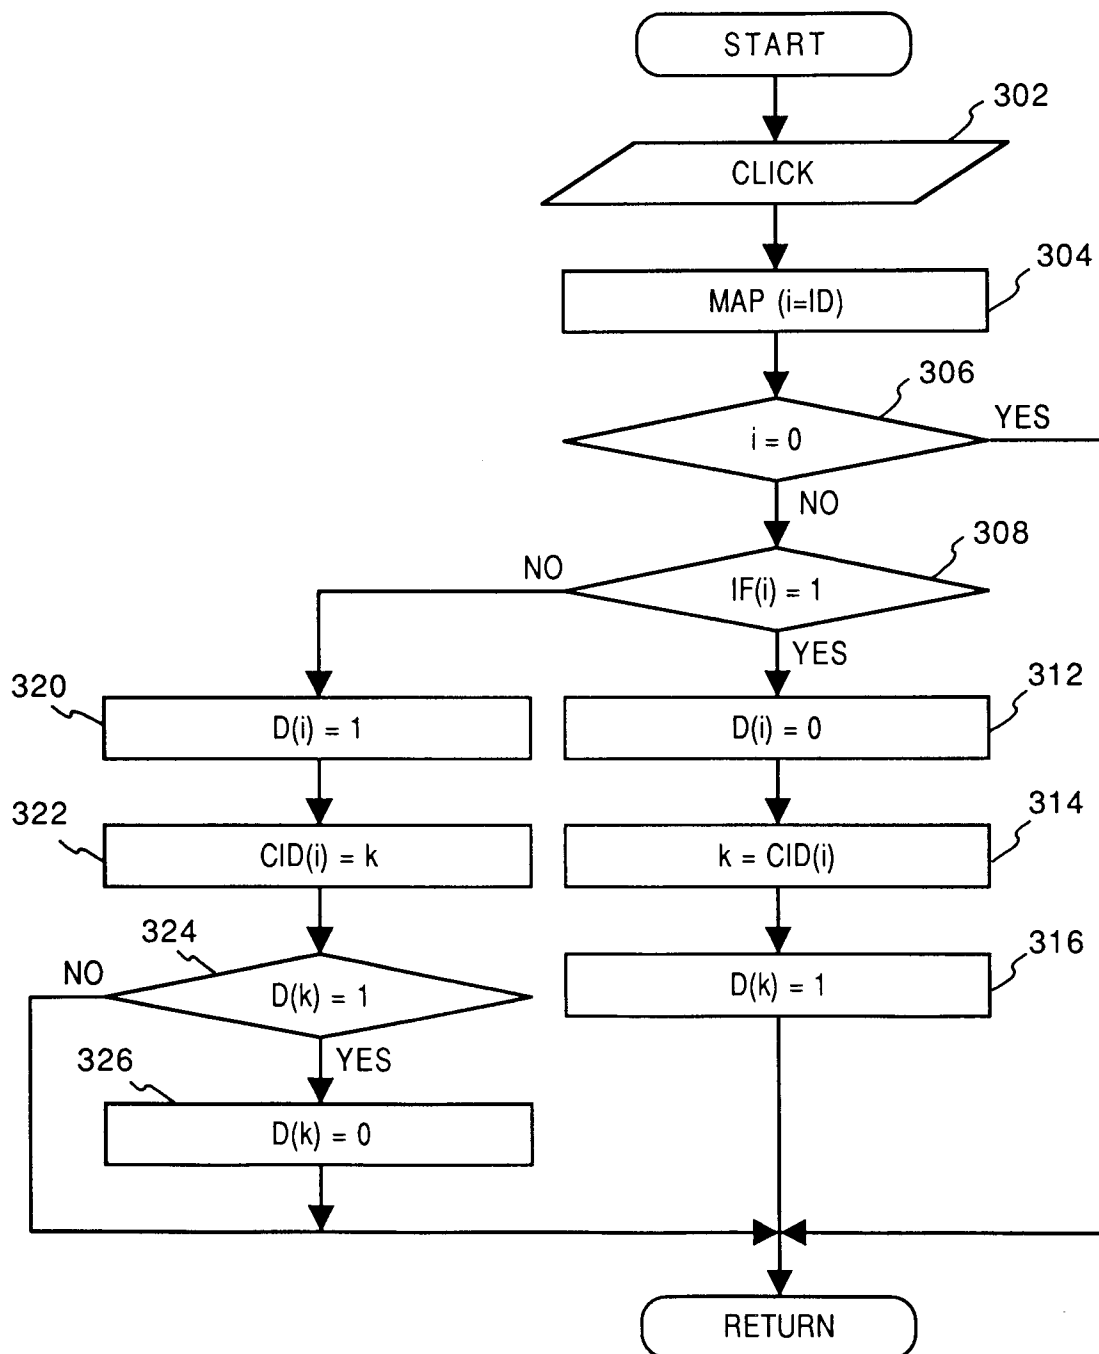 START
302
CLICK
304
MAP (i=ID)
306
i = 0
YES
NO
308
IF(i) = 1
NO
YES
320
D(i) = 1
312
D(i) = 0
322
CID(i) = k
314
k = CID(i)
324
D(k) = 1
NO
YES
316
D(k) = 1
326
D(k) = 0
RETURN